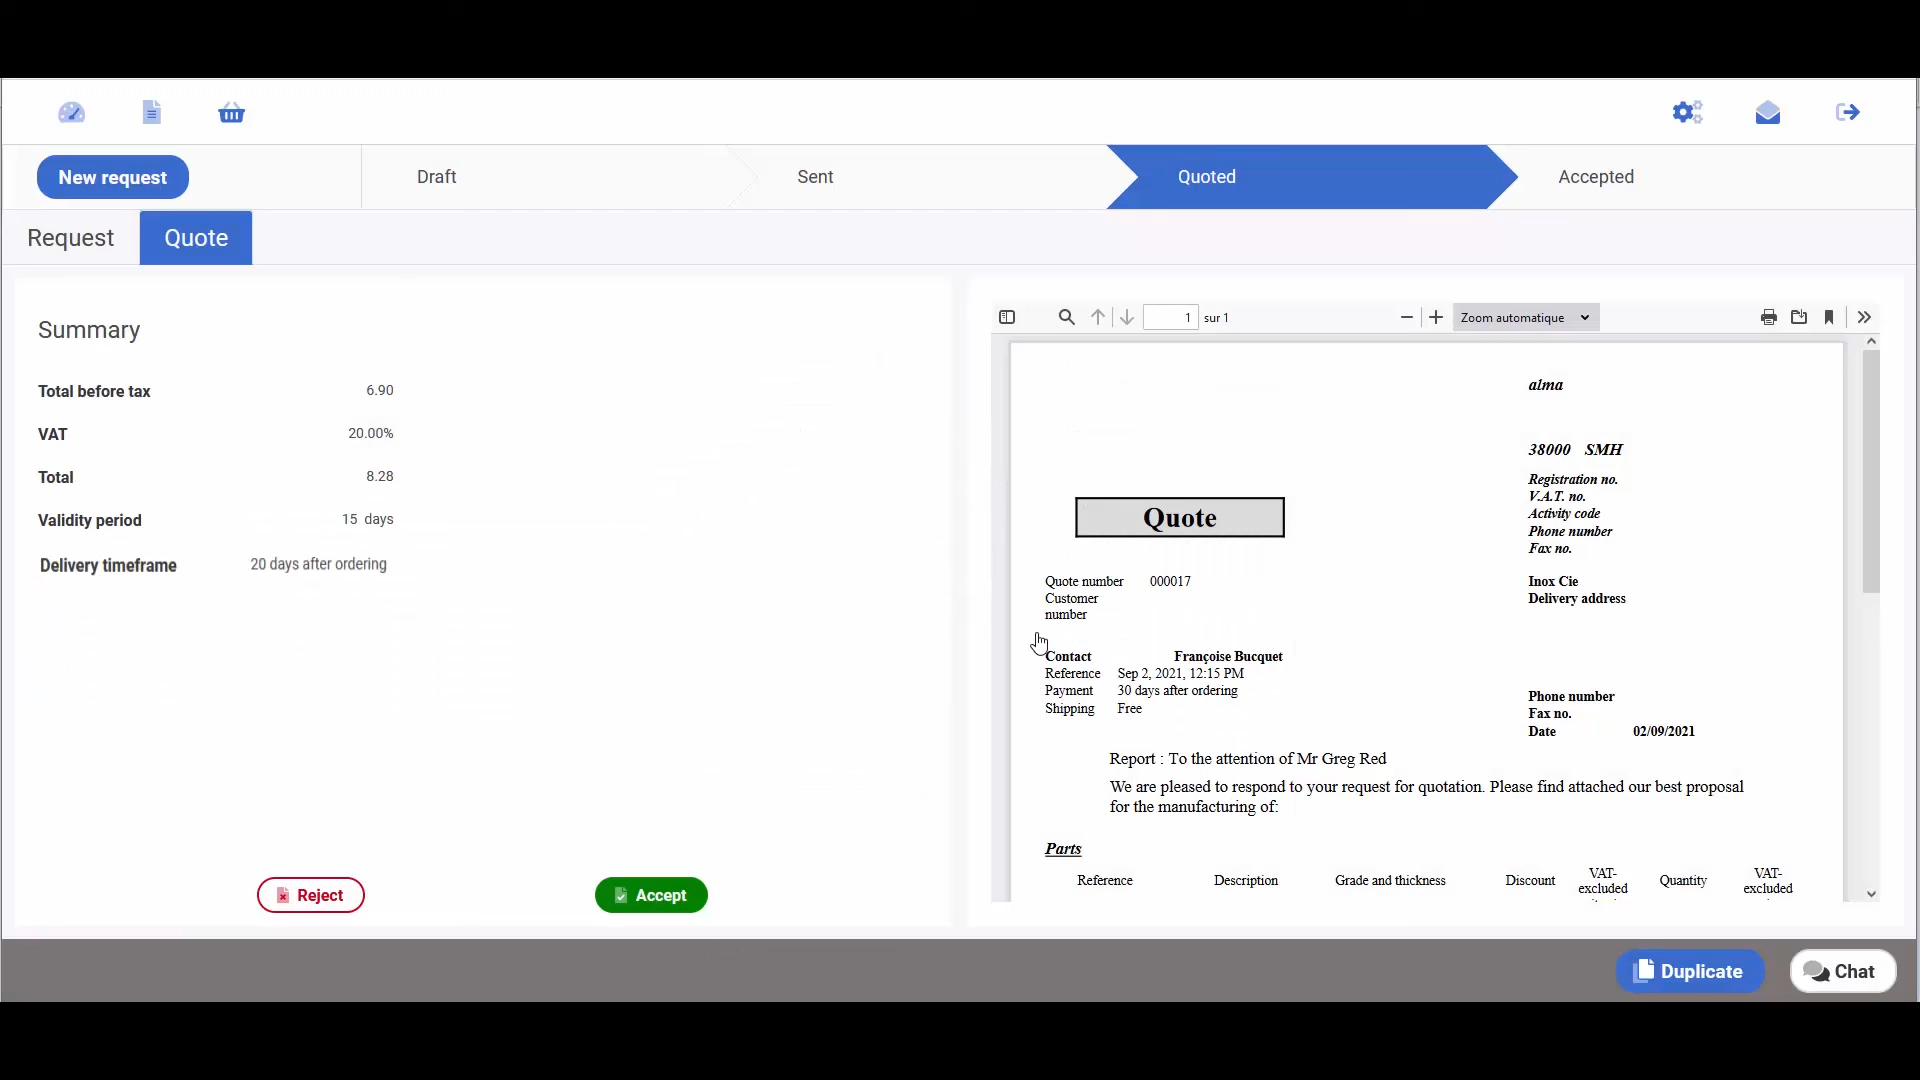 New request
Draft
Sent
Quoted
Accepted
Request
Quote
Summary
Total before tax 6.90
VAT 20.00%
Total 8.28
Validity period 15 days
Delivery timeframe 20 days after ordering
Reject
Accept
1 sur 1
Zoom automatique
alma
38000 SMH
Registration no.
V.A.T. no.
Activity code
Phone number
Fax no.
Quote
Quote number 000017
Customer
number
Inox Cie
Delivery address
Contact Françoise Bucquet
Reference Sep 2, 2021, 12:15 PM
Payment 30 days after ordering
Shipping Free
Phone number
Fax no.
Date 02/09/2021
Report : To the attention of Mr Greg Red
We are pleased to respond to your request for quotation. Please find attached our best proposal
for the manufacturing of:
Parts
Reference Description Grade and thickness Discount VAT-
excluded Quantity VAT-
excluded
Duplicate
Chat